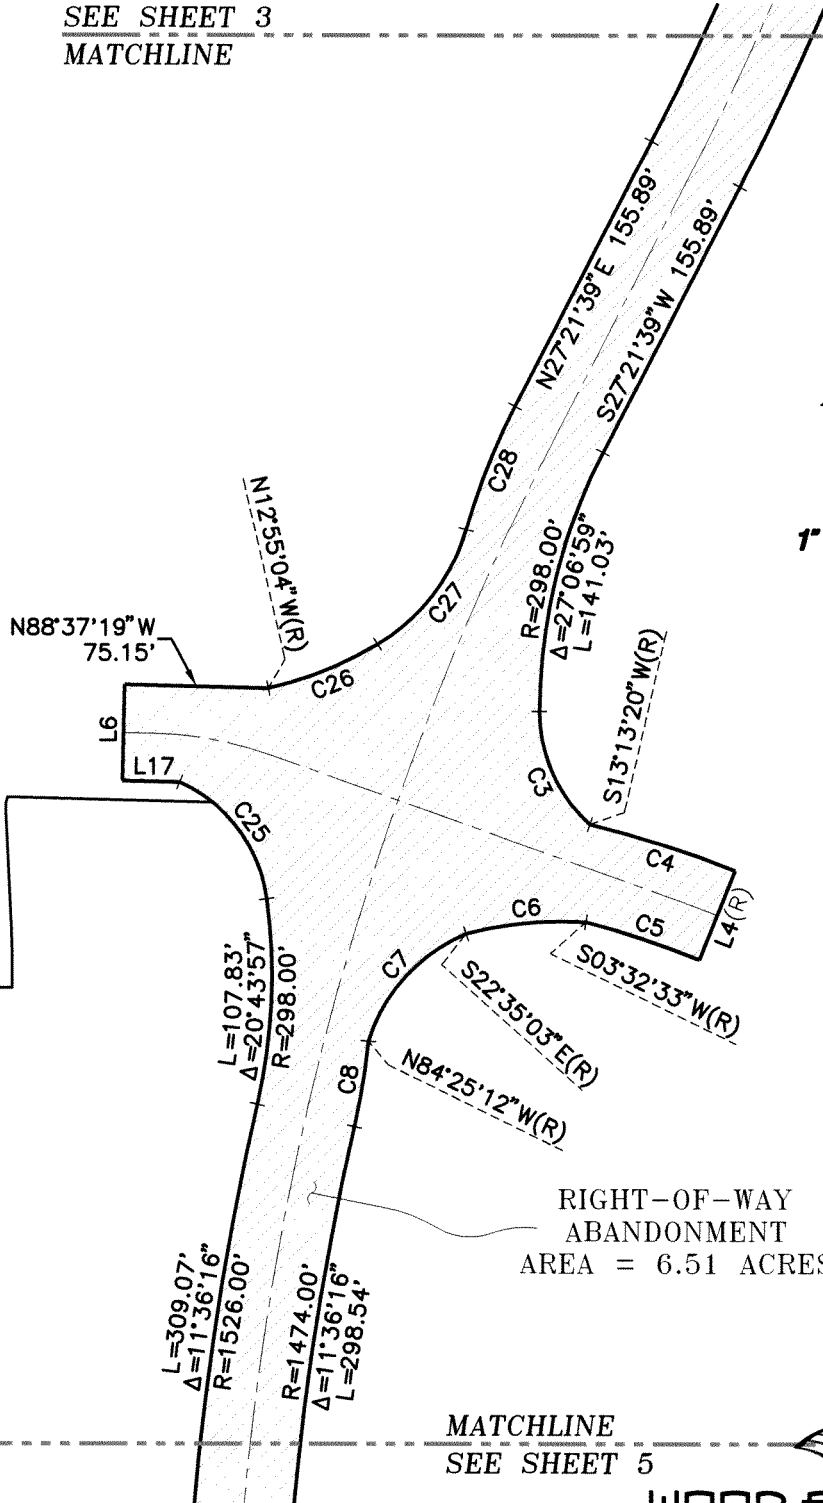 SEE SHEET 3
MATCHLINE
N27°21'39"E 155.89'
S27°21'39"W 155.89'
C28
1"
N12°55'04"W(R)
C27
R=298.00'
Δ=27°06'59"
L=141.03'
N88°37'19"W
75.15'
C26
S13°13'20"W(R)
L6
L17
C3
C25
C4
C6
C5
L4(R)
C7
S03°32'33"W(R)
L=107.83'
Δ=20°43'57"
R=298.00'
S22°35'03"E(R)
C8
N84°25'12"W(R)
RIGHT-OF-WAY
ABANDONMENT
AREA = 6.51 ACRES
L=309.07'
Δ=11°36'16"
R=1526.00'
R=1474.00'
Δ=11°36'16"
L=298.54'
MATCHLINE
SEE SHEET 5